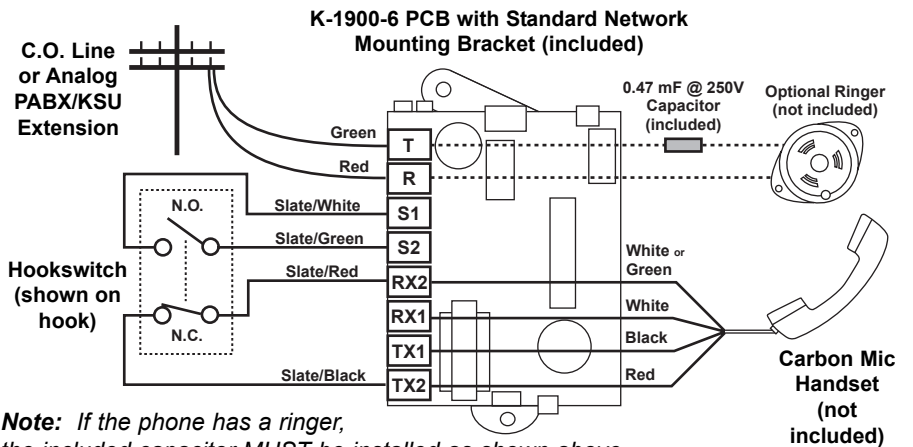 K-1900-6 PCB with Standard Network
Mounting Bracket (included)
C.O. Line
or Analog
PABX/KSU
Extension
0.47 mF @ 250V
Capacitor
(included)
Optional Ringer
(not included)
Green
T
Red
R
N.O.
Slate/White
S1
Slate/Green
S2
Hookswitch
(shown on
hook)
Slate/Red
RX2
White or
Green
RX1
White
N.C.
TX1
Black
Slate/Black
TX2
Red
Carbon Mic
Handset
(not
included)
Note: If the phone has a ringer,
the included capacitor MUST be installed as shown above